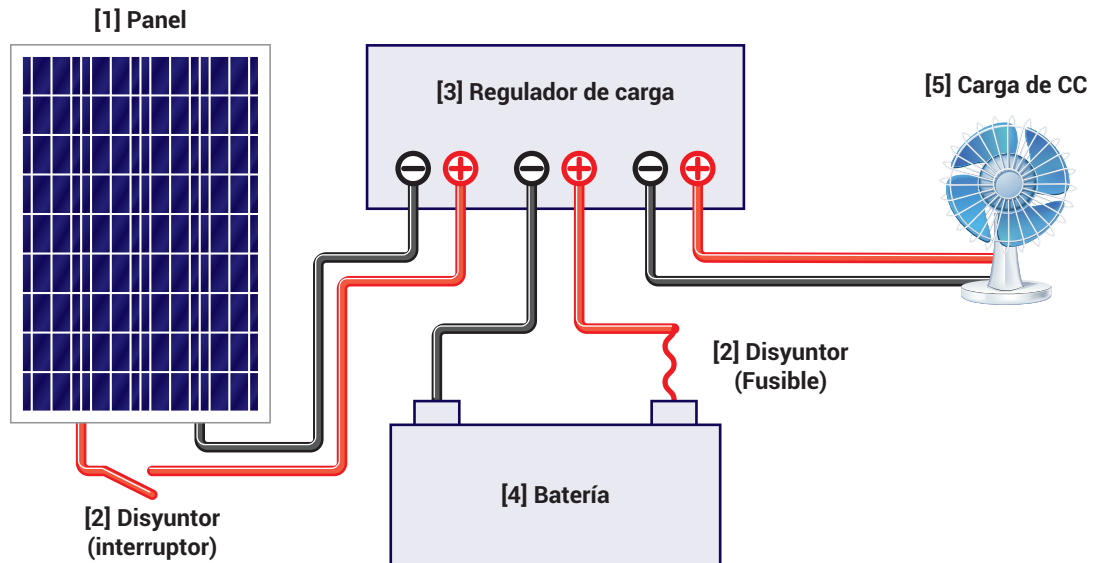 [1] Panel
[3] Regulador de carga
[5] Carga de CC
[2] Disyuntor
(Fusible)
[4] Batería
[2] Disyuntor
(interruptor)